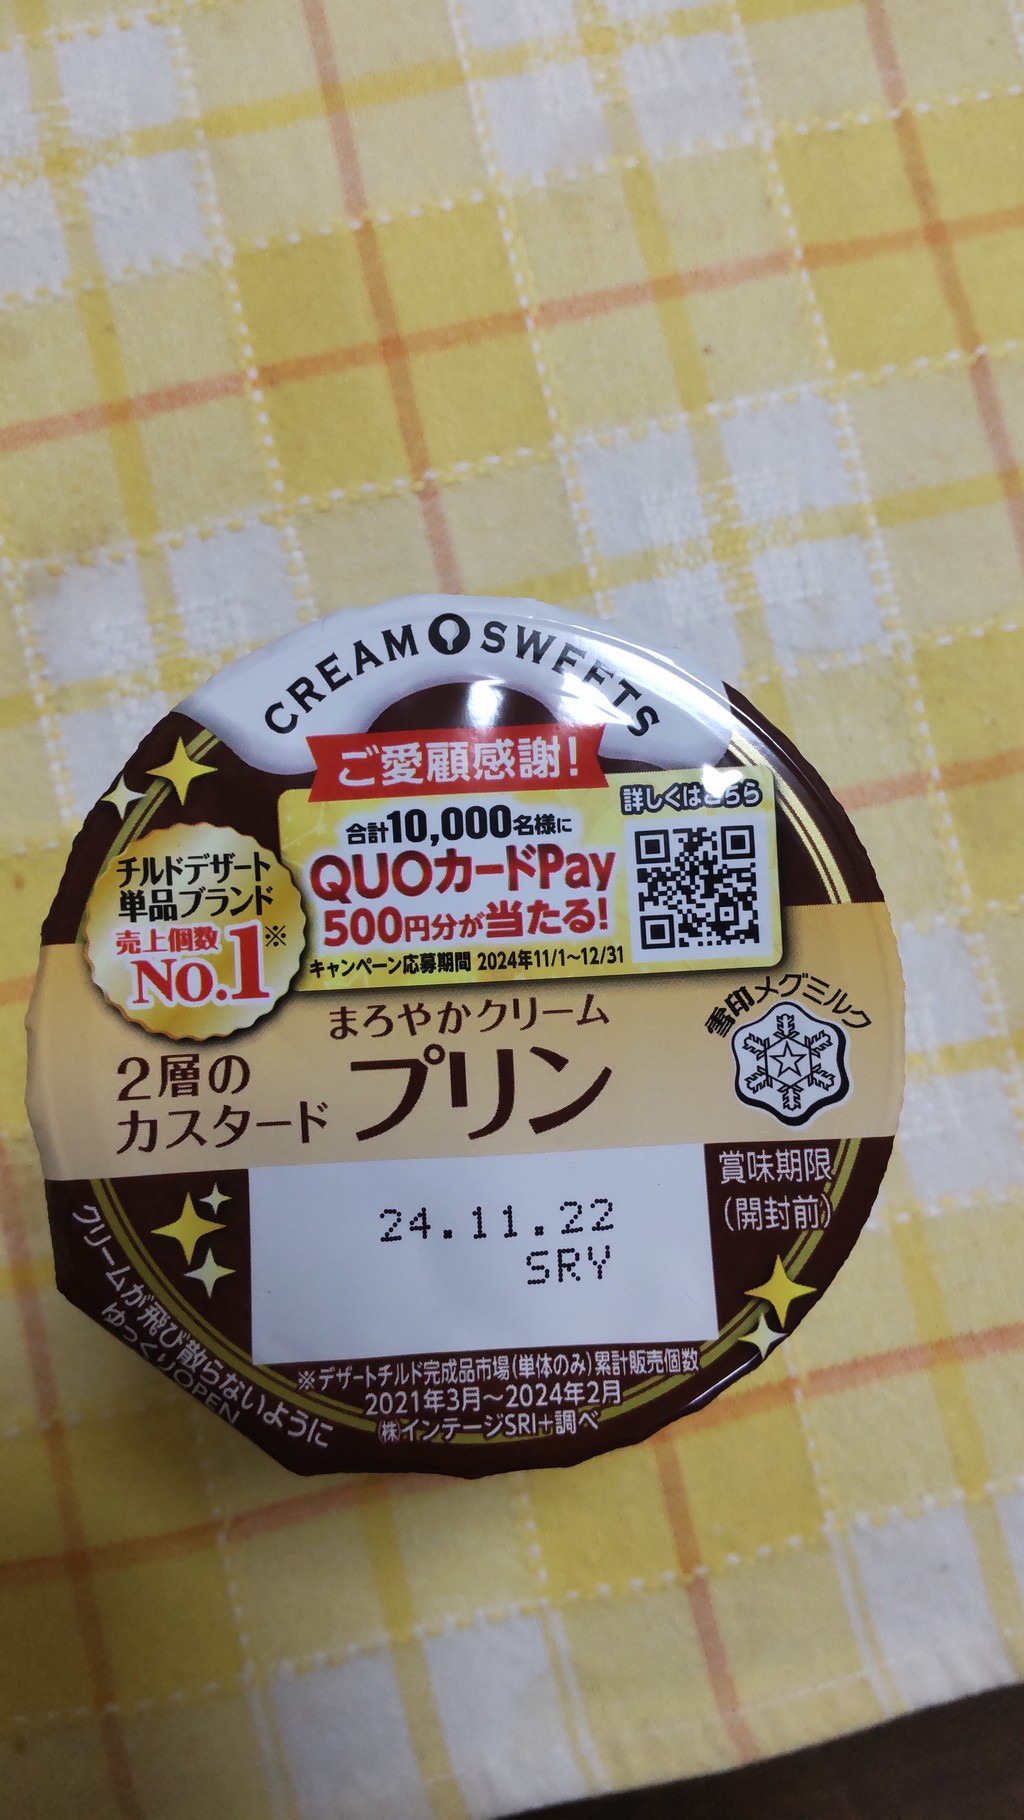 CREAM SWEETS
ご愛顧感謝!
詳しくはこちら
合計10,000名様に
QUOカードPay
500円分が当たる!
キャンペーン応募期間 2024年11/1~12/31
チルドデザート
単品ブランド
売上個数
No.1※
まろやかクリーム
2層の
カスタード
プリン
雪印メグミルク
賞味期限
(開封前)
24.11.22
SRY
クリームが飛び散らないように
ゆっくりOPEN
※デザートチルド完成品市場(単体のみ)累計販売個数
2021年3月~2024年2月
㈱インテージSRI+調べ